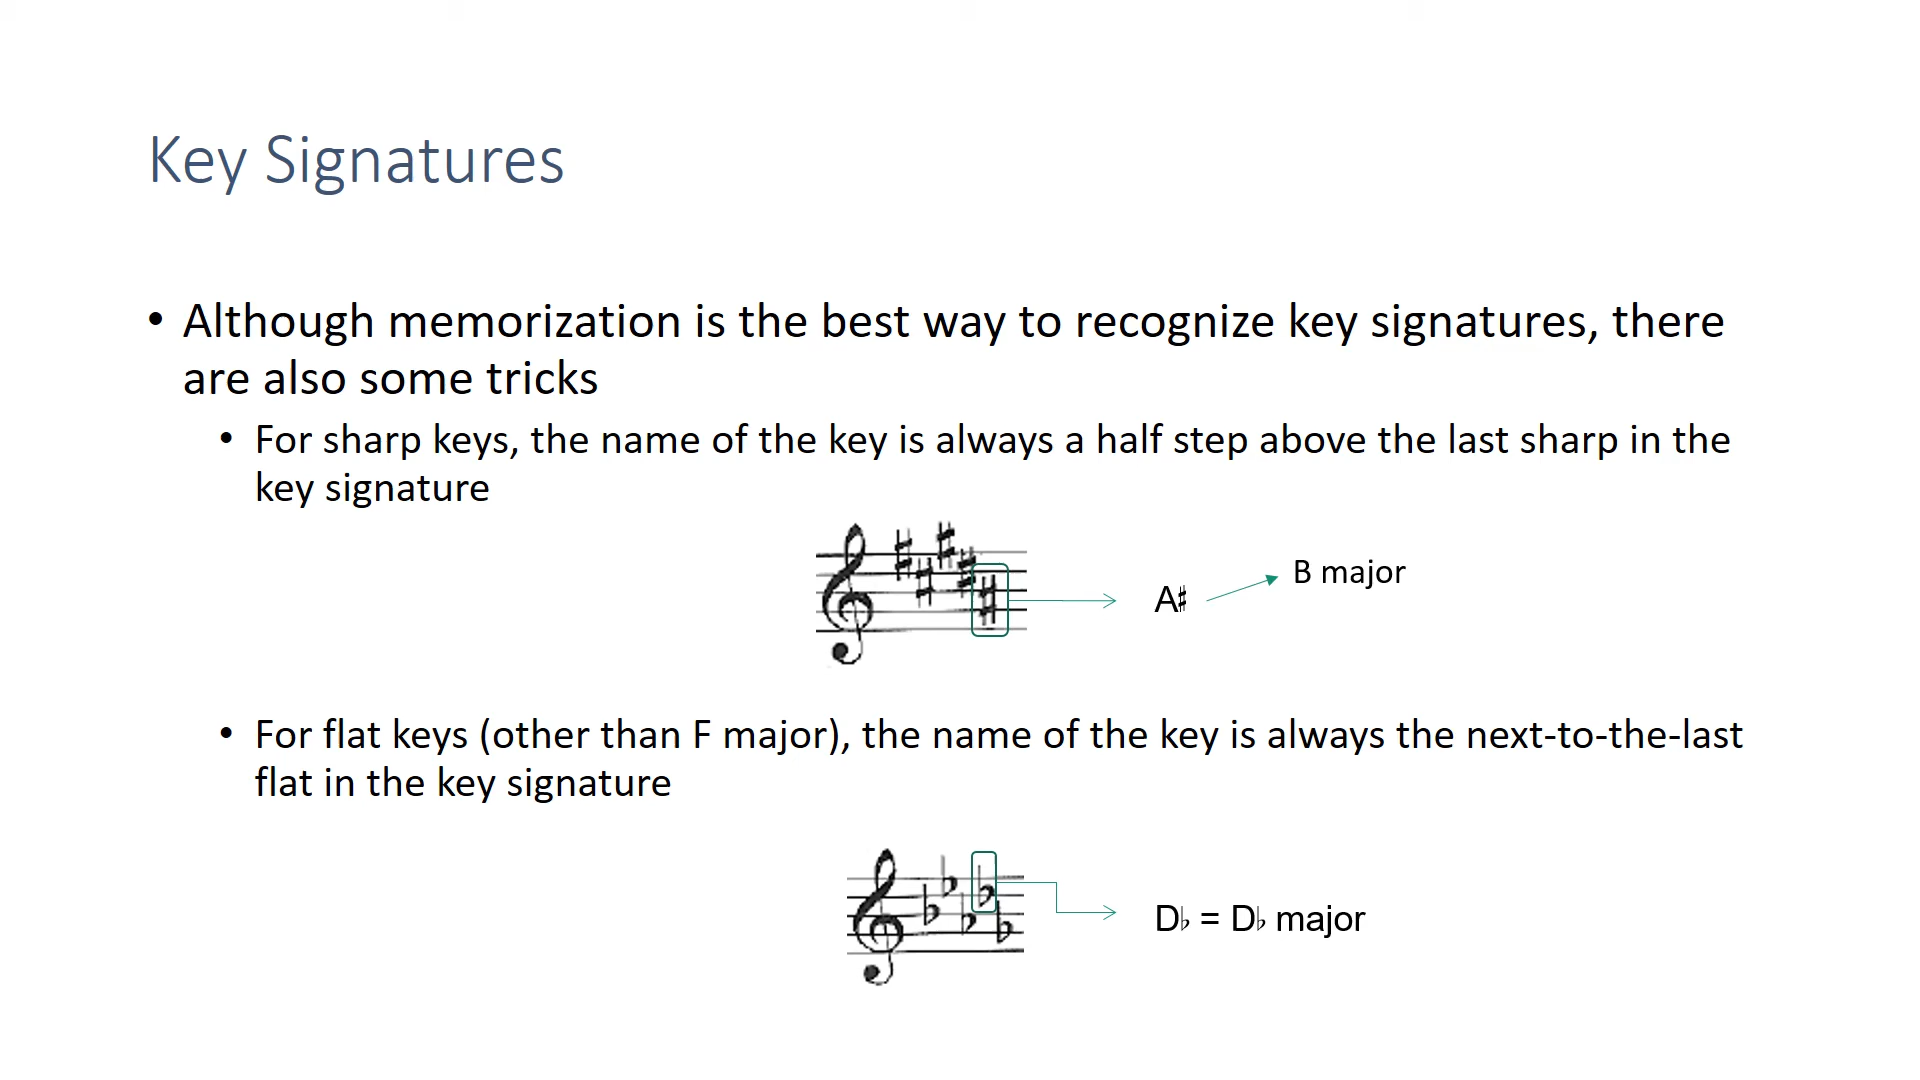 Key Signatures
• Although memorization is the best way to recognize key signatures, there
are also some tricks
• For sharp keys, the name of the key is always a half step above the last sharp in the
key signature
B major
A♯
• For flat keys (other than F major), the name of the key is always the next-to-the-last
flat in the key signature
D♭ = D♭ major